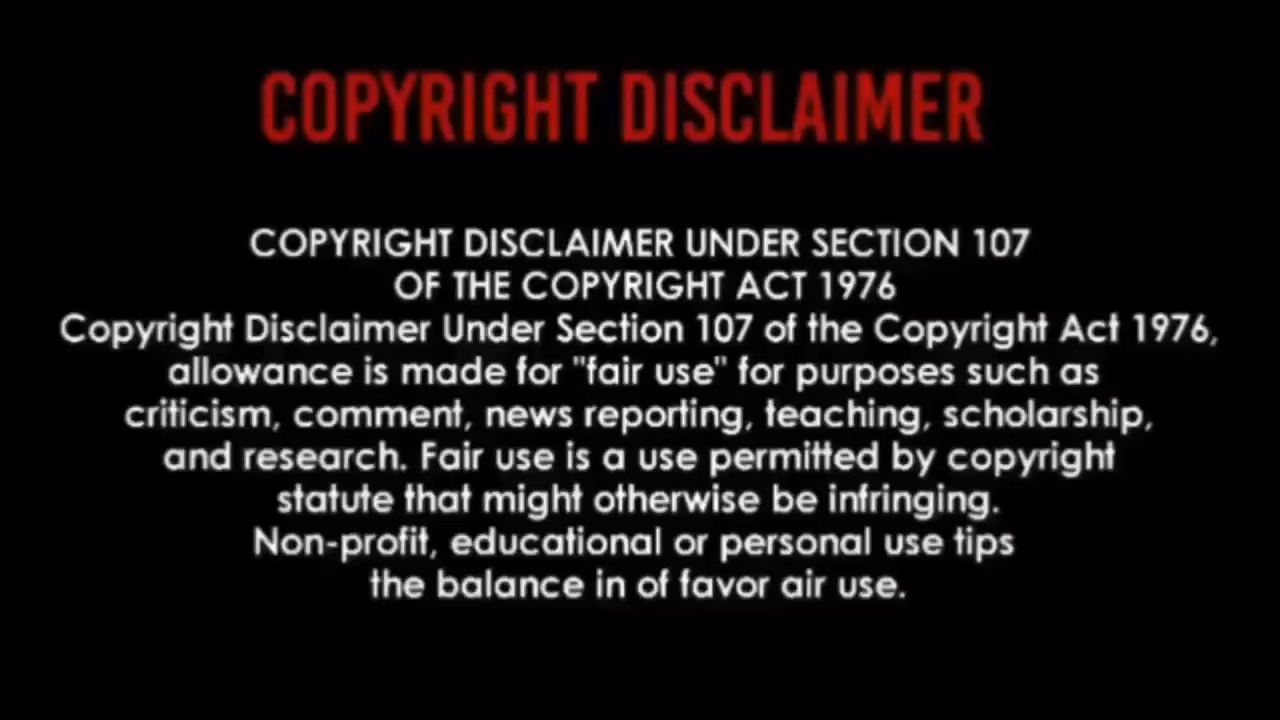 COPYRIGHT DISCLAIMER
COPYRIGHT DISCLAIMER UNDER SECTION 107
OF THE COPYRIGHT ACT 1976
Copyright Disclaimer Under Section 107 of the Copyright Act 1976,
allowance is made for "fair use" for purposes such as
criticism, comment, news reporting, teaching, scholarship,
and research. Fair use is a use permitted by copyright
statute that might otherwise be infringing.
Non-profit, educational or personal use tips
the balance in of favor air use.